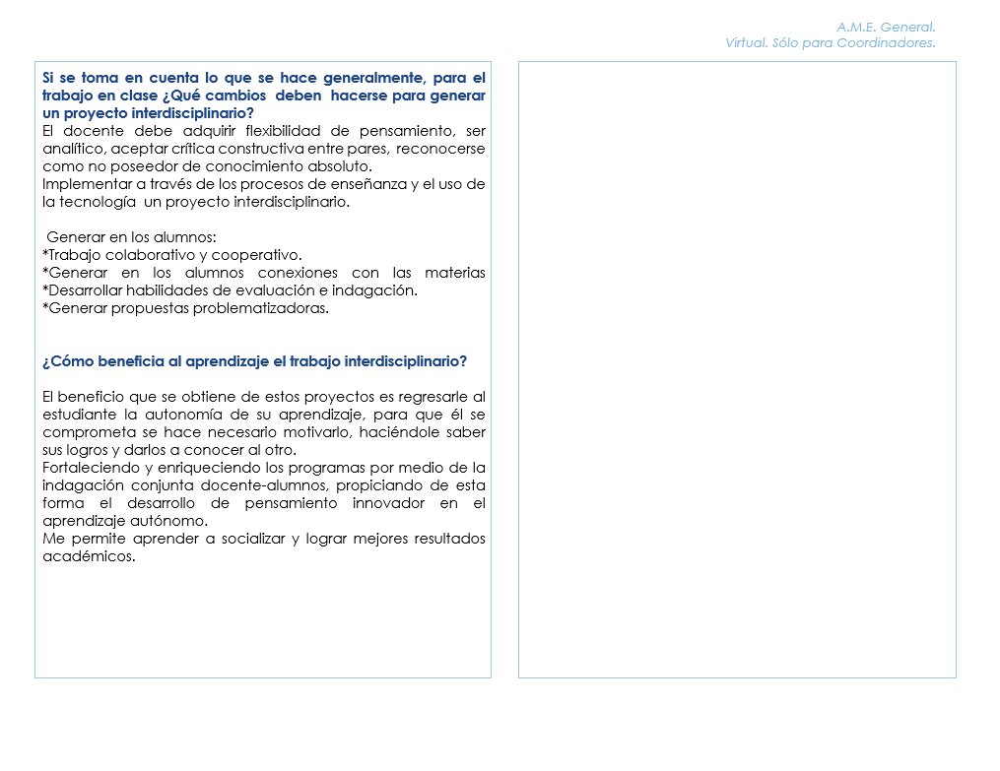 A.M.E. General.
Virtual. Sólo para Coordinadores.
Si se toma en cuenta lo que se hace generalmente, para el
trabajo en clase ¿Qué cambios deben hacerse para generar
un proyecto interdisciplinario?
El docente debe adquirir flexibilidad de pensamiento, ser
analítico, aceptar crítica constructiva entre pares, reconocerse
como no poseedor de conocimiento absoluto.
Implementar a través de los procesos de enseñanza y el uso de
la tecnología un proyecto interdisciplinario.
Generar en los alumnos:
*Trabajo colaborativo y cooperativo.
*Generar en los alumnos conexiones con las materias
*Desarrollar habilidades de evaluación e indagación.
*Generar propuestas problematizadoras.
¿Cómo beneficia al aprendizaje el trabajo interdisciplinario?
El beneficio que se obtiene de estos proyectos es regresarle al
estudiante la autonomía de su aprendizaje, para que él se
comprometa se hace necesario motivarlo, haciéndole saber
sus logros y darlos a conocer al otro.
Fortaleciendo y enriqueciendo los programas por medio de la
indagación conjunta docente-alumnos, propiciando de esta
forma el desarrollo de pensamiento innovador en el
aprendizaje autónomo.
Me permite aprender a socializar y lograr mejores resultados
académicos.